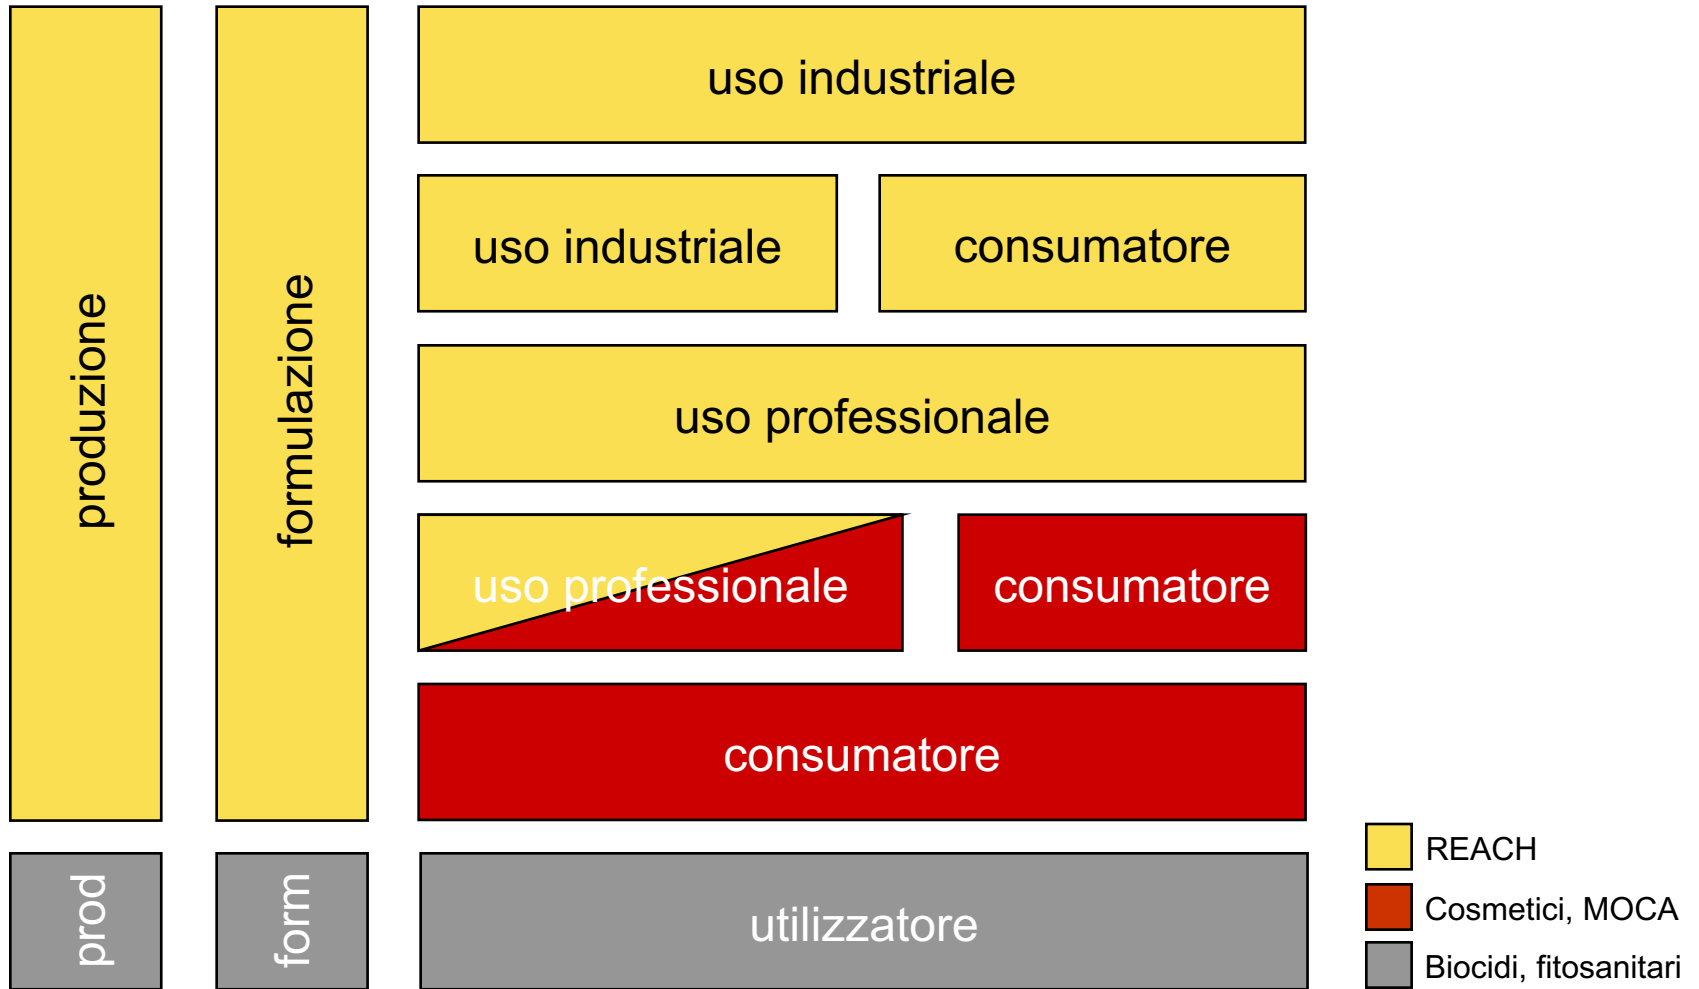 produzione
formulazione
uso industriale
uso industriale
consumatore
uso professionale
uso professionale
consumatore
consumatore
prod
form
utilizzatore
REACH
Cosmetici, MOCA
Biocidi, fitosanitari